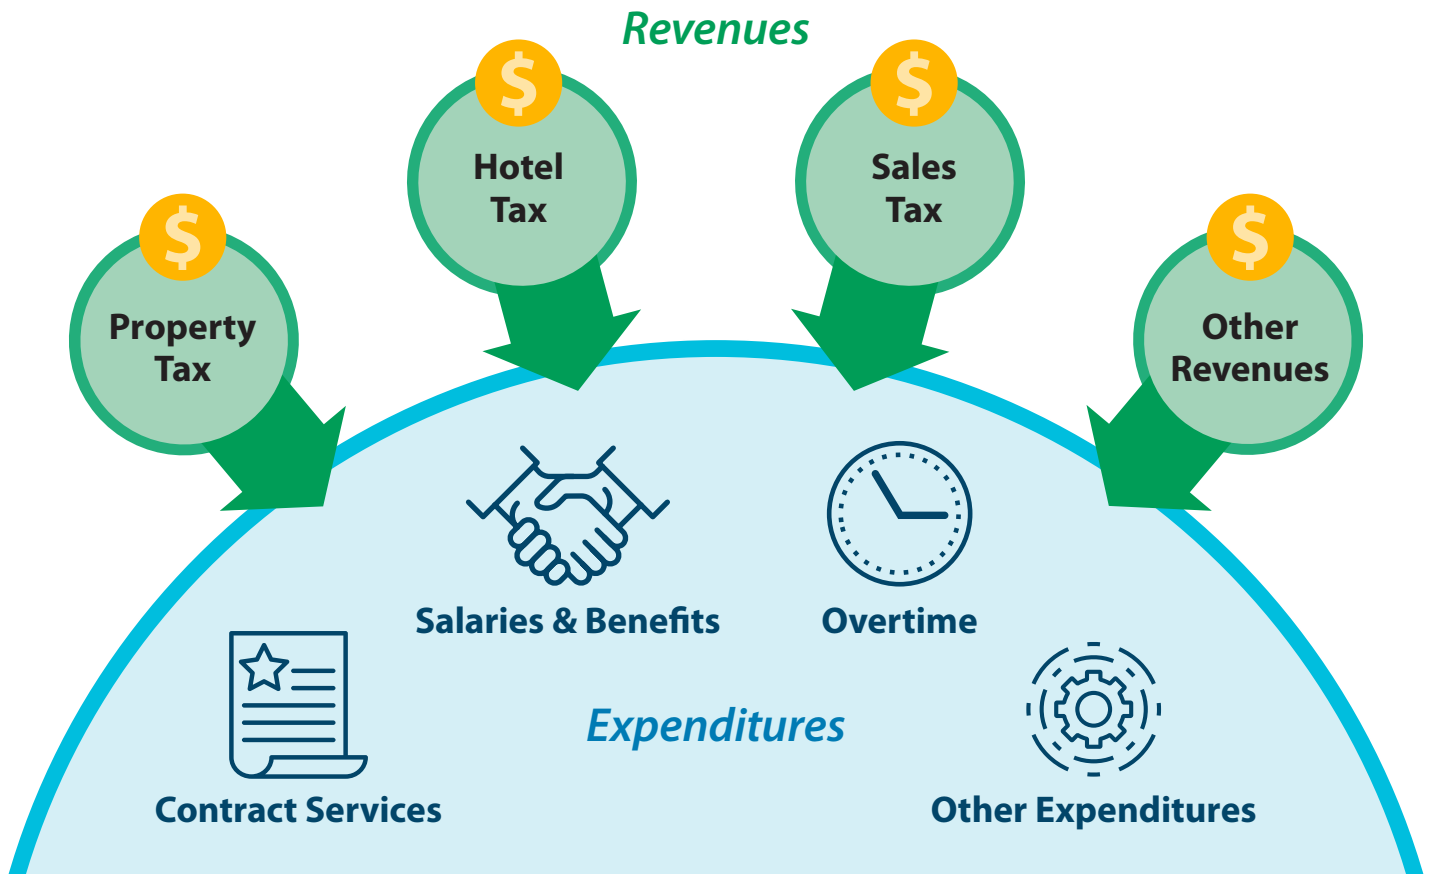 Revenues
$
$
$
$
Hotel
Tax
Sales
Tax
Property
Tax
Other
Revenues
Salaries & Benefits
Overtime
Expenditures
Contract Services
Other Expenditures